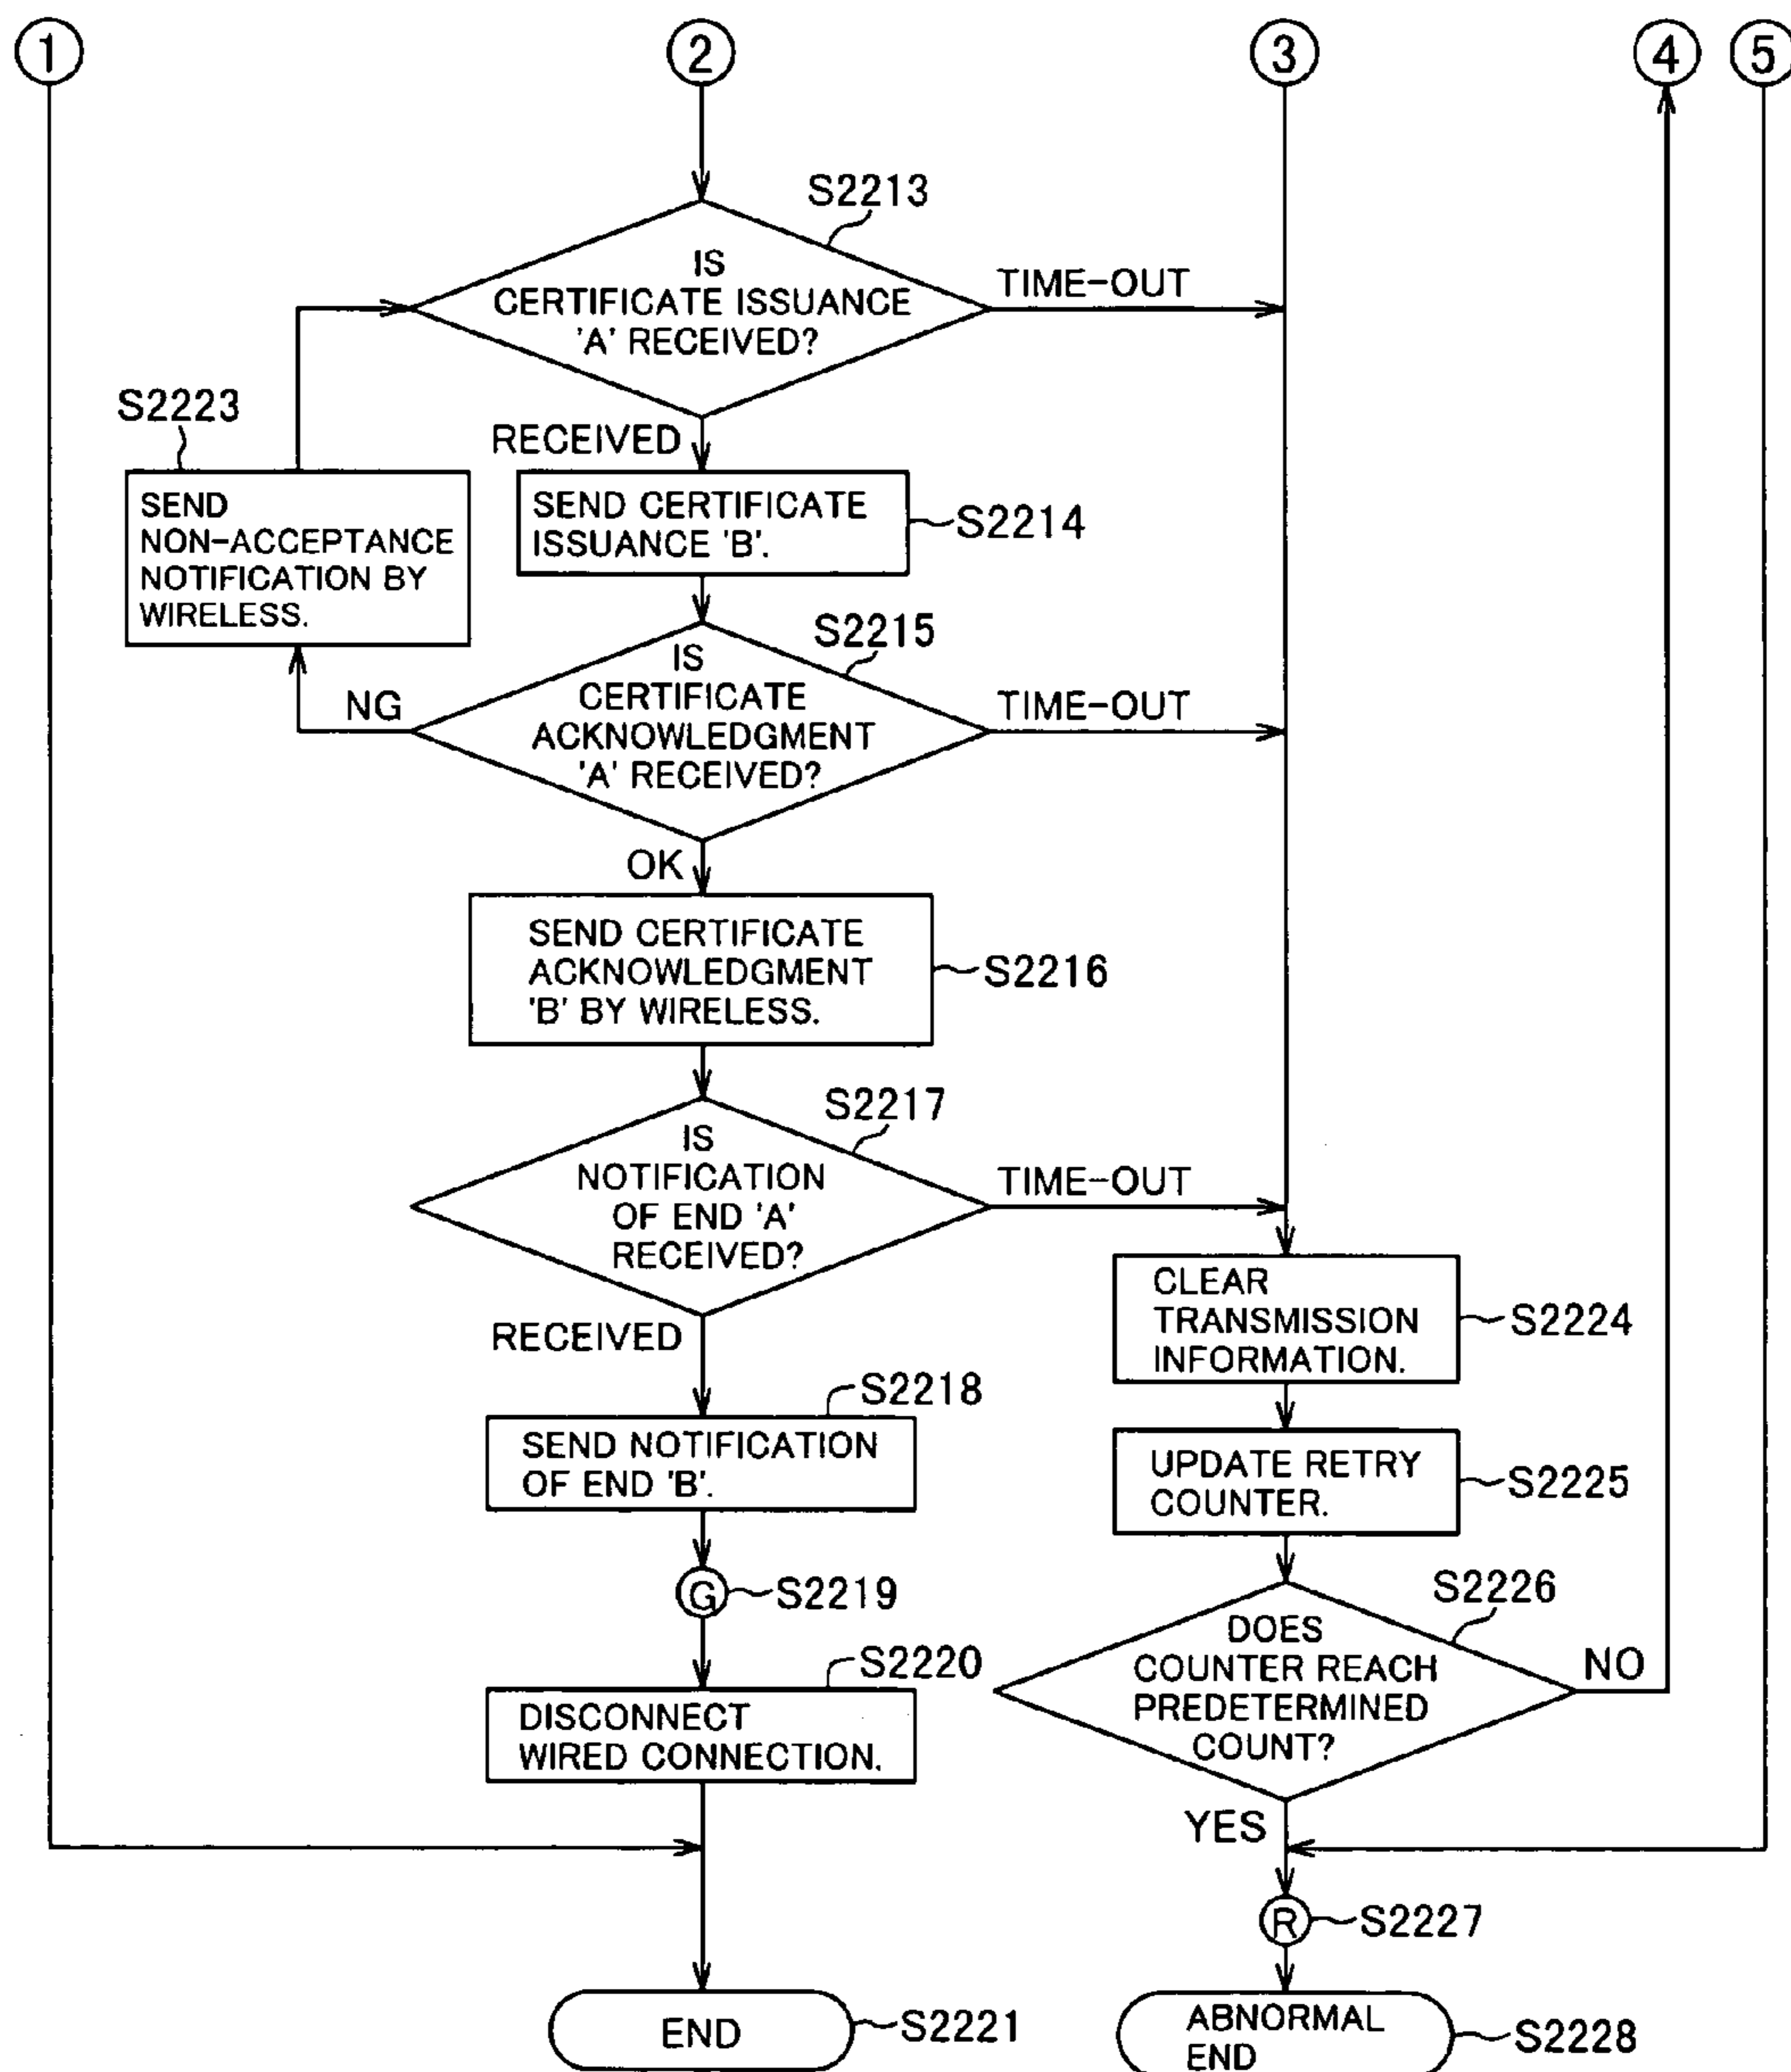 1
2
3
4
5
S2213
IS
CERTIFICATE ISSUANCE
'A' RECEIVED?
TIME-OUT
S2223
RECEIVED
SEND
NON-ACCEPTANCE
NOTIFICATION BY
WIRELESS.
SEND CERTIFICATE
ISSUANCE 'B'.
S2214
S2215
IS
CERTIFICATE
ACKNOWLEDGMENT
'A' RECEIVED?
NG
TIME-OUT
OK
SEND CERTIFICATE
ACKNOWLEDGMENT
'B' BY WIRELESS.
S2216
S2217
IS
NOTIFICATION
OF END 'A'
RECEIVED?
TIME-OUT
RECEIVED
CLEAR
TRANSMISSION
INFORMATION.
S2224
S2218
SEND NOTIFICATION
OF END 'B'.
UPDATE RETRY
COUNTER.
S2225
G
S2219
S2226
DOES
COUNTER REACH
PREDETERMINED
COUNT?
NO
S2220
DISCONNECT
WIRED CONNECTION.
YES
R
S2227
END
S2221
ABNORMAL
END
S2228